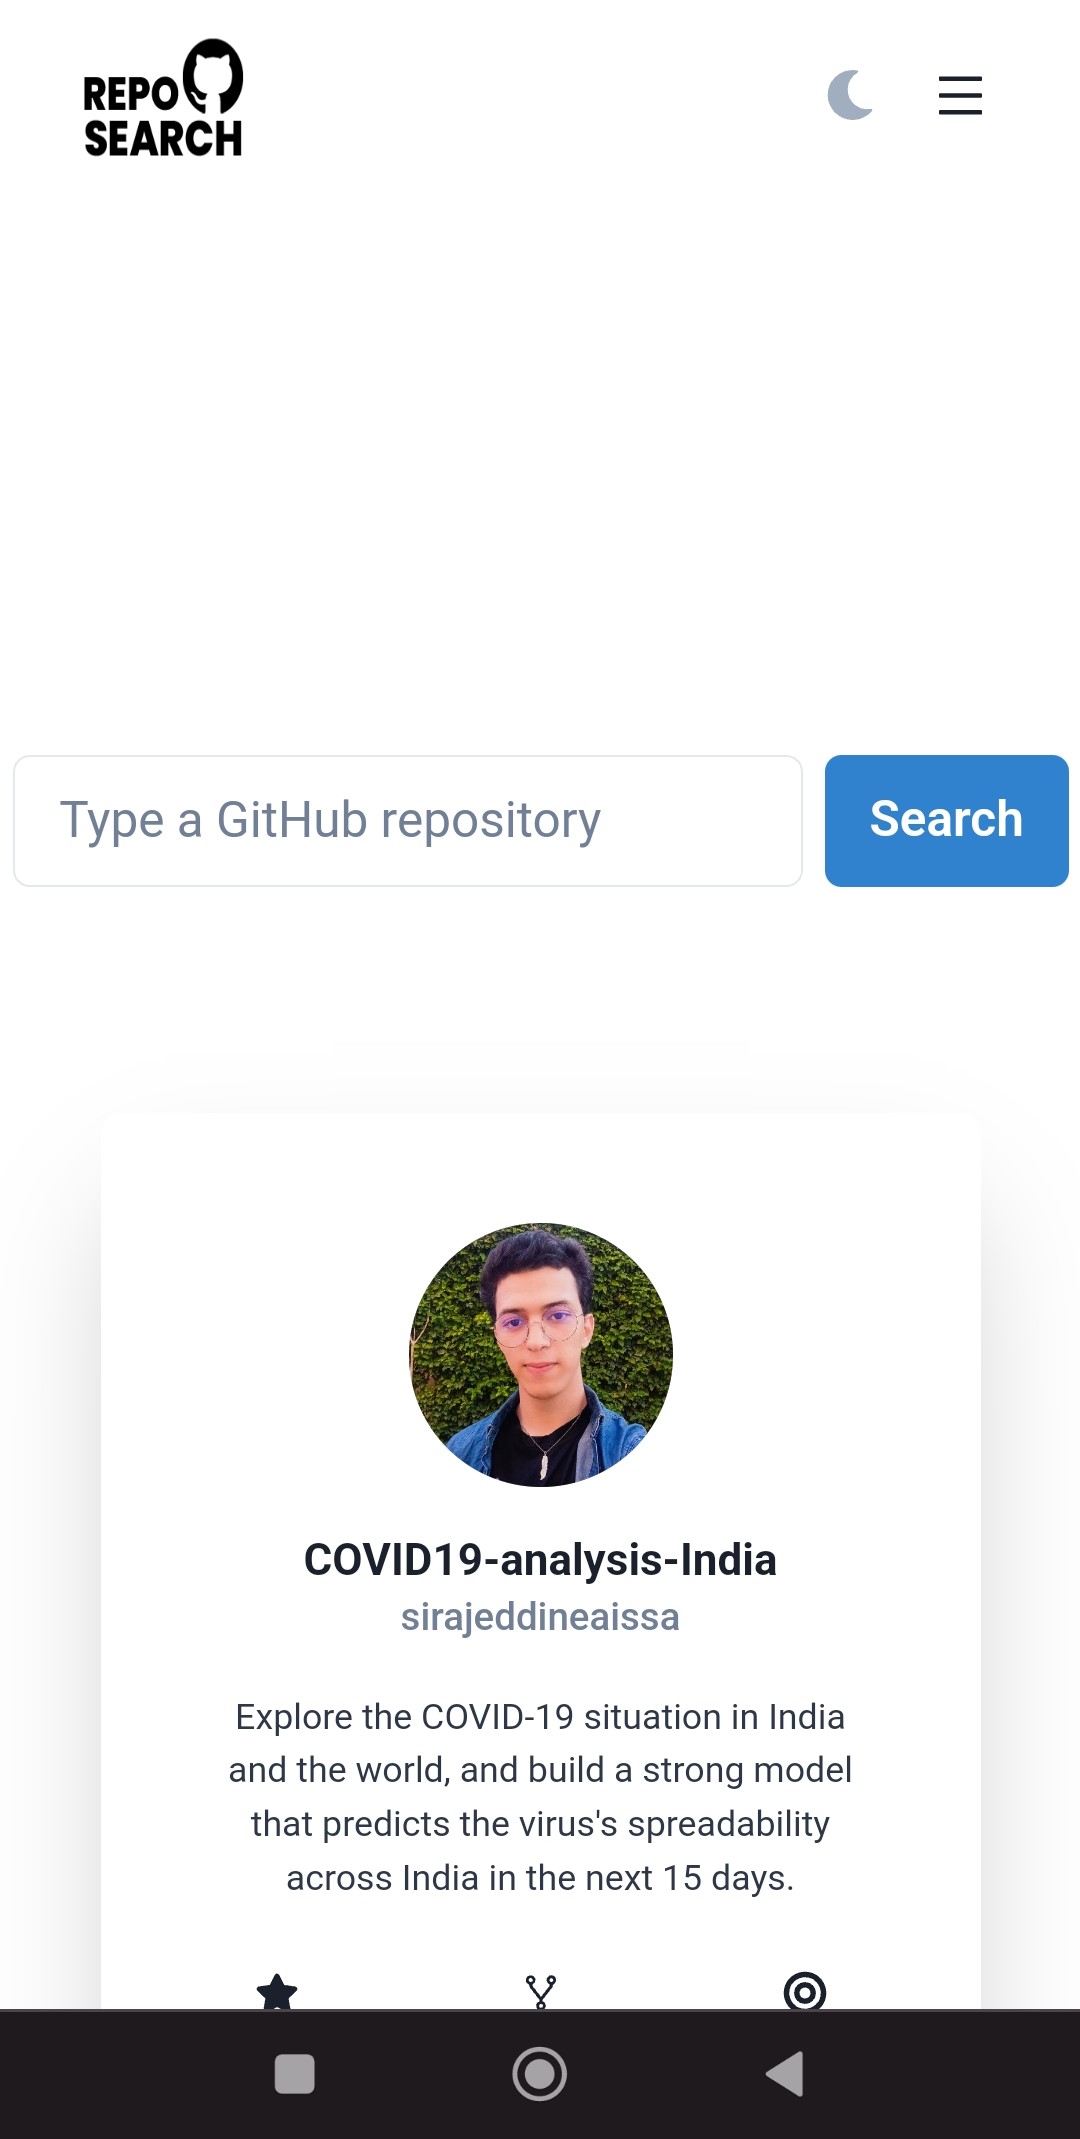 REPO
SEARCH
Type a GitHub repository
Search
COVID19-analysis-India
sirajeddineaissa
Explore the COVID-19 situation in India
and the world, and build a strong model
that predicts the virus's spreadability
across India in the next 15 days.